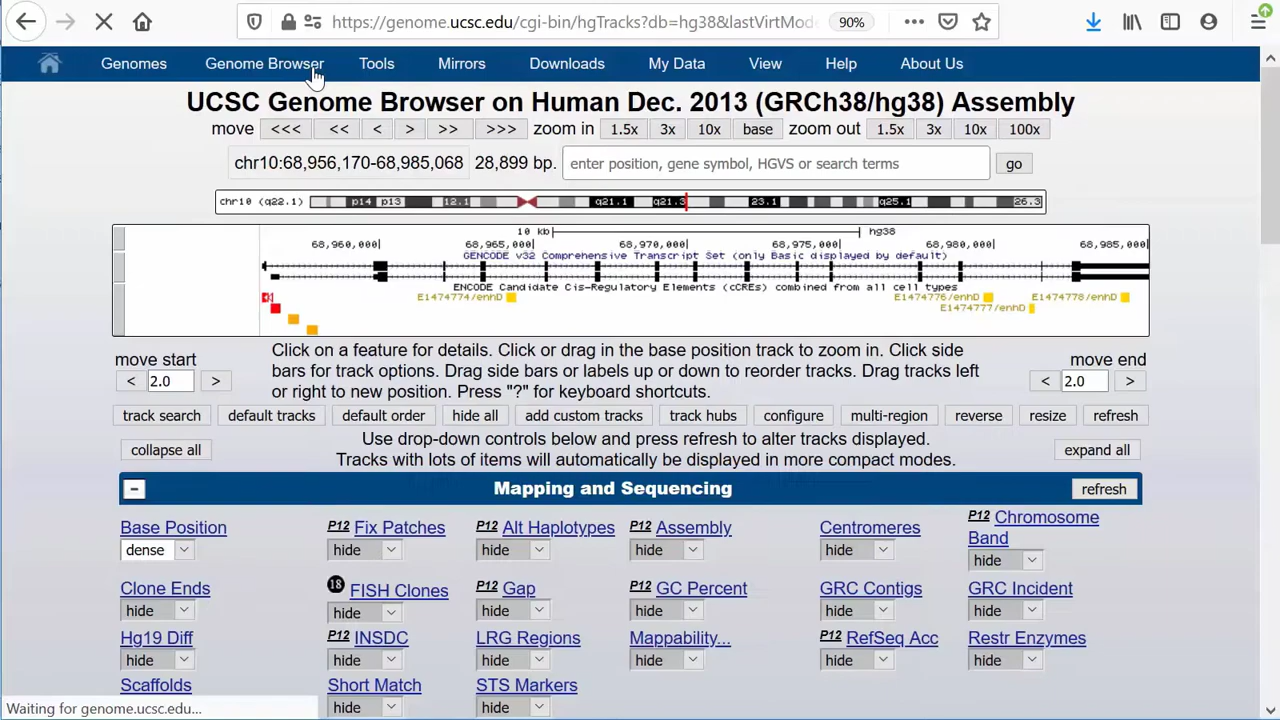 https://genome.ucsc.edu/cgi-bin/hgTracks?db=hg38&lastVirtMode 90%
Genomes Genome Browser Tools Mirrors Downloads My Data View Help About Us
UCSC Genome Browser on Human Dec. 2013 (GRCh38/hg38) Assembly
move <<< << < > >> >>> zoom in 1.5x 3x 10x base zoom out 1.5x 3x 10x 100x
chr10:68,956,170-68,985,068 28,899 bp. enter position, gene symbol, HGVS or search terms go
chr10 (q22.1) p14 p13 12.1 q21.1 q21.3 23.1 q25.1 26.3
10 kb hg38
68,960,000 68,965,000 68,970,000 68,975,000 68,980,000 68,985,000
GENCODE v32 Comprehensive Transcript Set (only Basic displayed by default)
ENCODE Candidate Cis-Regulatory Elements (cCREs) combined from all cell types
E1474774/enhD E1474776/enhD E1474778/enhD
E1474777/enhD
move start Click on a feature for details. Click or drag in the base position track to zoom in. Click side move end
< 2.0 > bars for track options. Drag side bars or labels up or down to reorder tracks. Drag tracks left < 2.0 >
or right to new position. Press "?" for keyboard shortcuts.
track search default tracks default order hide all add custom tracks track hubs configure multi-region reverse resize refresh
collapse all Use drop-down controls below and press refresh to alter tracks displayed. expand all
Tracks with lots of items will automatically be displayed in more compact modes.
- Mapping and Sequencing refresh
Base Position P12 Fix Patches P12 Alt Haplotypes P12 Assembly Centromeres P12 Chromosome Band
dense hide hide hide hide hide
Clone Ends 18 FISH Clones P12 Gap P12 GC Percent GRC Contigs GRC Incident
hide hide hide hide hide hide
Hg19 Diff P12 INSDC LRG Regions Mappability... P12 RefSeq Acc Restr Enzymes
hide hide hide hide hide hide
Scaffolds Short Match STS Markers
hide hide
Waiting for genome.ucsc.edu...